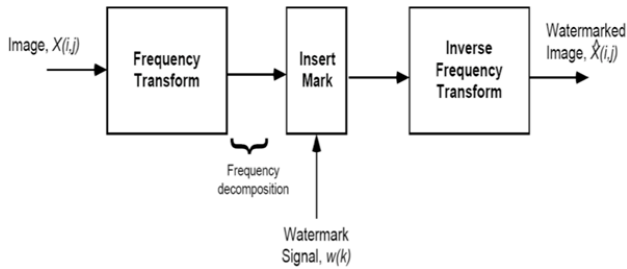 Image, X(i,j)
Frequency
Transform
Insert
Mark
Inverse
Frequency
Transform
Watermarked
Image, X̂(i,j)
Frequency
decomposition
Watermark
Signal, w(k)